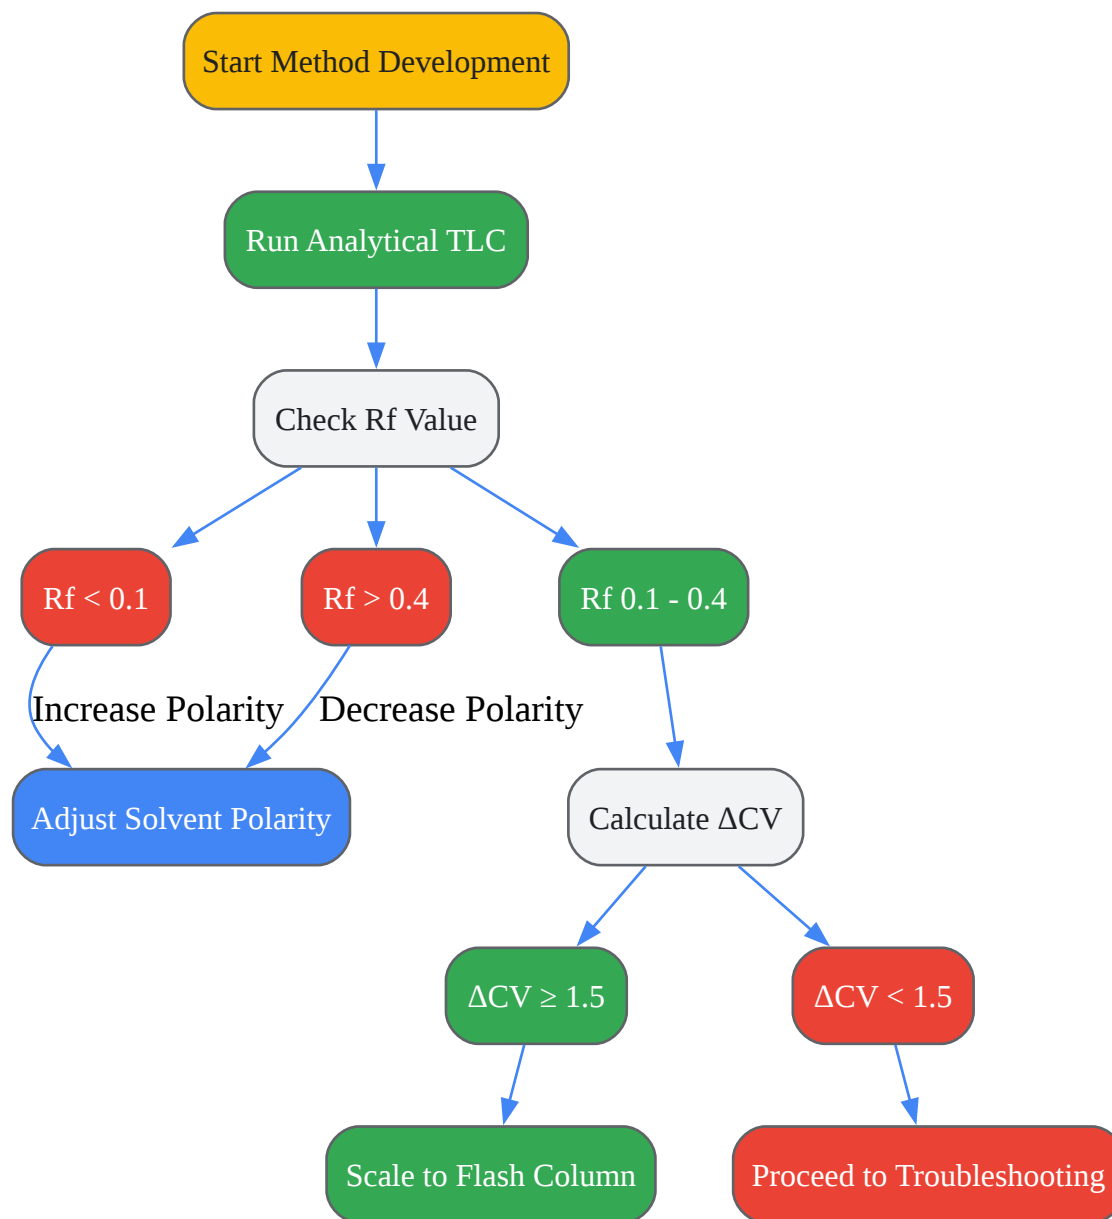 Start Method Development
Run Analytical TLC
Check Rf Value
Rf < 0.1
Rf > 0.4
Rf 0.1 - 0.4
Increase Polarity
Decrease Polarity
Adjust Solvent Polarity
Calculate ΔCV
ΔCV ≥ 1.5
ΔCV < 1.5
Scale to Flash Column
Proceed to Troubleshooting